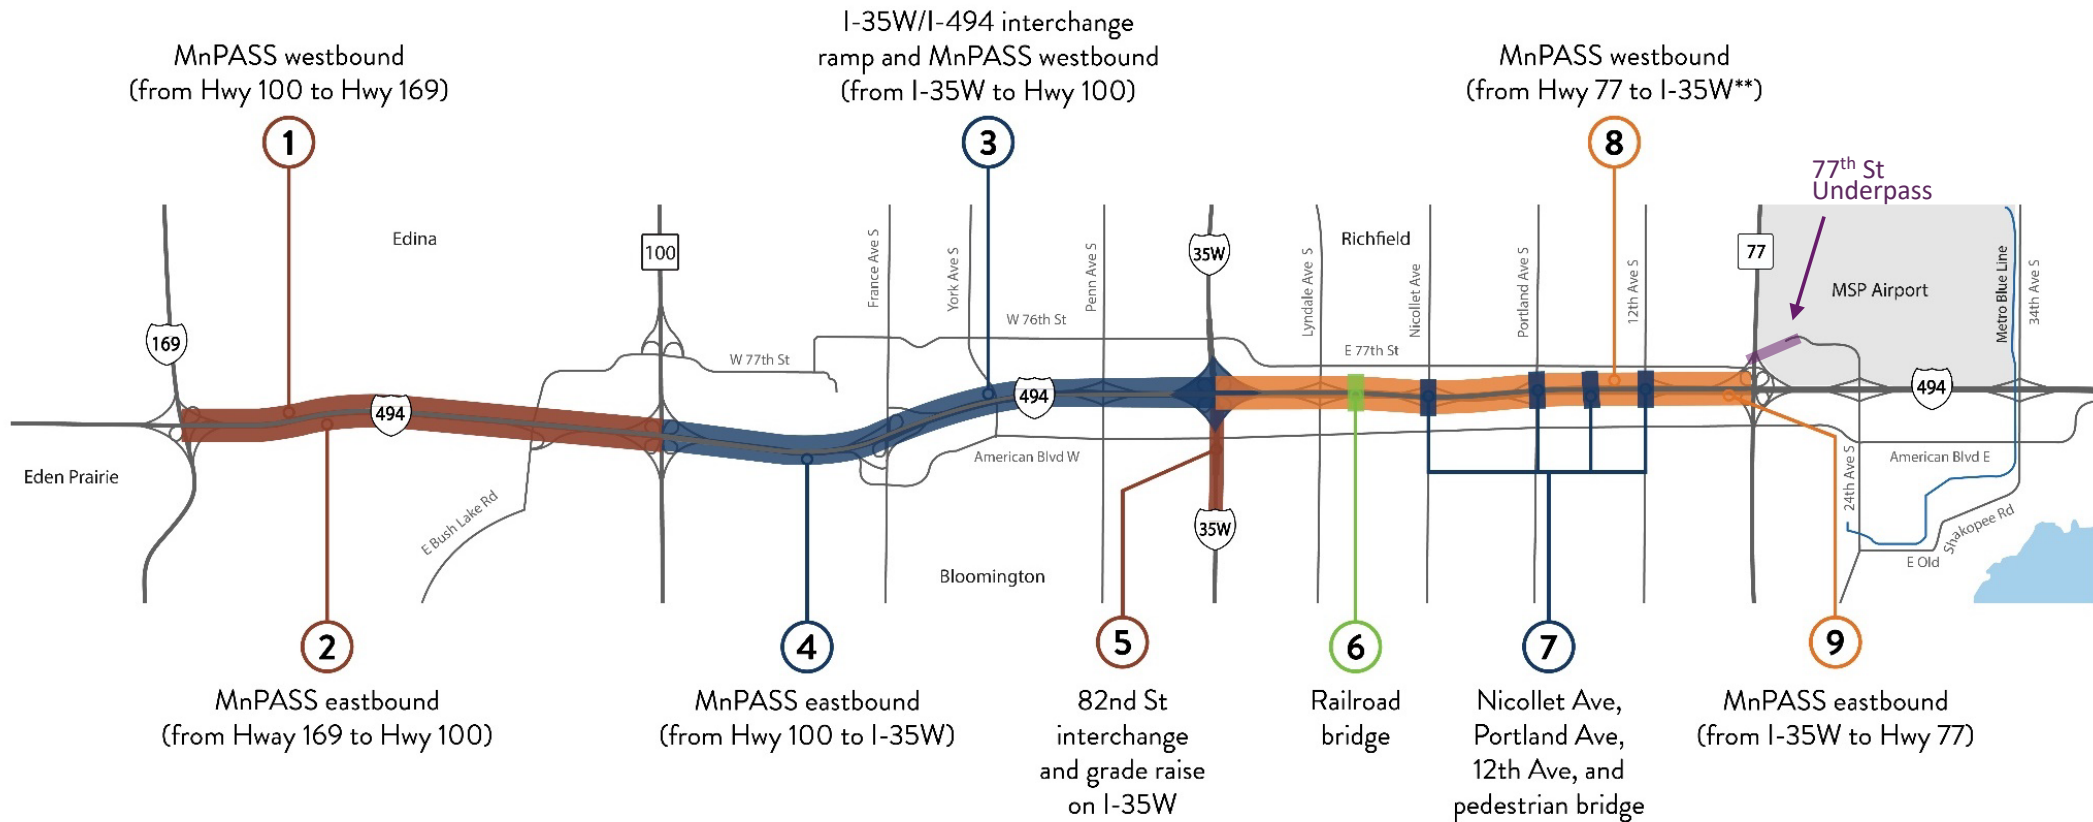 I-35W/I-494 interchange
ramp and MnPASS westbound
(from I-35W to Hwy 100)
MnPASS westbound
(from Hwy 100 to Hwy 169)
MnPASS westbound
(from Hwy 77 to I-35W**)
1
3
8
77th St
Underpass
Edina
Richfield
MSP Airport
Eden Prairie
Bloomington
169
100
35W
77
494
494
494
35W
France Ave S
York Ave S
Penn Ave S
Lyndale Ave S
Nicollet Ave
Portland Ave S
12th Ave S
Metro Blue Line
34th Ave S
W 76th St
W 77th St
E 77th St
American Blvd W
American Blvd E
24th Ave S
E Bush Lake Rd
E Old
Shakopee Rd
2
4
5
6
7
9
MnPASS eastbound
(from Hway 169 to Hwy 100)
MnPASS eastbound
(from Hwy 100 to I-35W)
82nd St
interchange
and grade raise
on I-35W
Railroad
bridge
Nicollet Ave,
Portland Ave,
12th Ave, and
pedestrian bridge
MnPASS eastbound
(from I-35W to Hwy 77)